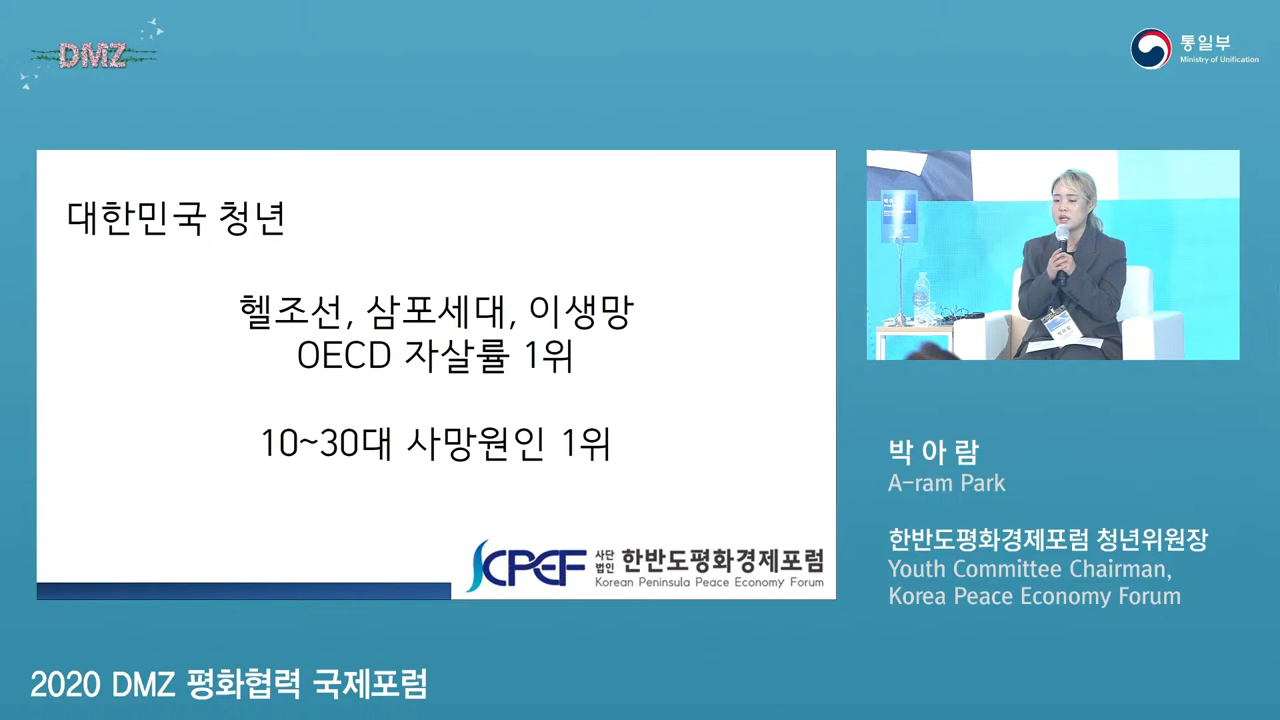 DMZ
통일부
Ministry of Unification
대한민국 청년
헬조선, 삼포세대, 이생망
OECD 자살률 1위
10~30대 사망원인 1위
KPEF 사단법인 한반도평화경제포럼
Korean Peninsula Peace Economy Forum
박아람
A-ram Park
한반도평화경제포럼 청년위원장
Youth Committee Chairman,
Korea Peace Economy Forum
2020 DMZ 평화협력 국제포럼